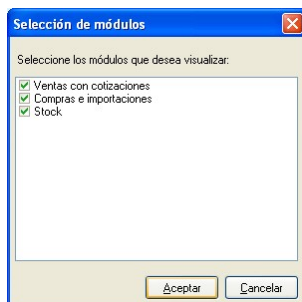 Selección de módulos
Seleccione los módulos que desea visualizar:
Ventas con cotizaciones
Compras e importaciones
Stock
Aceptar Cancelar